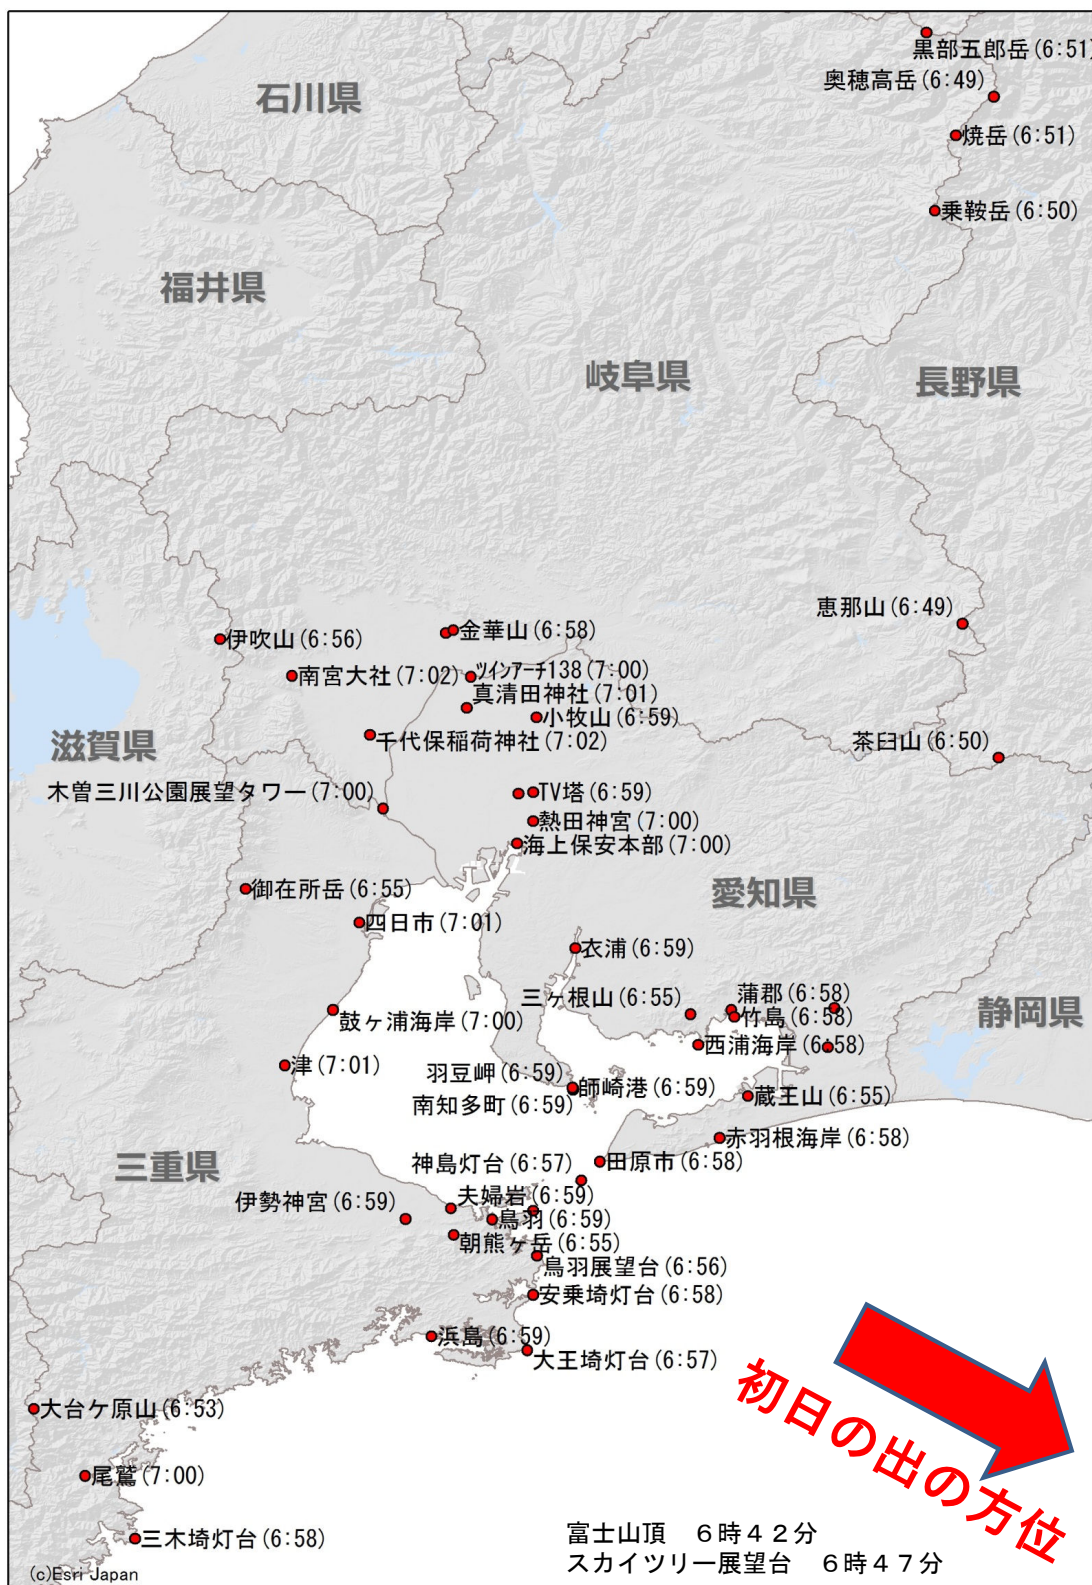 黒部五郎岳(6:51)
奥穂高岳(6:49)
石川県
焼岳(6:51)
乗鞍岳(6:50)
福井県
岐阜県
長野県
恵那山(6:49)
金華山(6:58)
伊吹山(6:56)
南宮大社(7:02)
ﾂｲﾝｱｰﾁ138(7:00)
真清田神社(7:01)
小牧山(6:59)
千代保稲荷神社(7:02)
滋賀県
茶臼山(6:50)
木曽三川公園展望タワー(7:00)
TV塔(6:59)
熱田神宮(7:00)
海上保安本部(7:00)
御在所岳(6:55)
愛知県
四日市(7:01)
衣浦(6:59)
三ヶ根山(6:55)
蒲郡(6:58)
竹島(6:58)
静岡県
鼓ヶ浦海岸(7:00)
西浦海岸(6:58)
津(7:01)
羽豆岬(6:59)
師崎港(6:59)
南知多町(6:59)
蔵王山(6:55)
赤羽根海岸(6:58)
三重県
神島灯台(6:57)
田原市(6:58)
伊勢神宮(6:59)
夫婦岩(6:59)
鳥羽(6:59)
朝熊ヶ岳(6:55)
鳥羽展望台(6:56)
安乗埼灯台(6:58)
浜島(6:59)
大王埼灯台(6:57)
初日の出の方位
大台ケ原山(6:53)
尾鷲(7:00)
三木埼灯台(6:58)
富士山頂　６時４２分
スカイツリー展望台　６時４７分
(c)Esri Japan